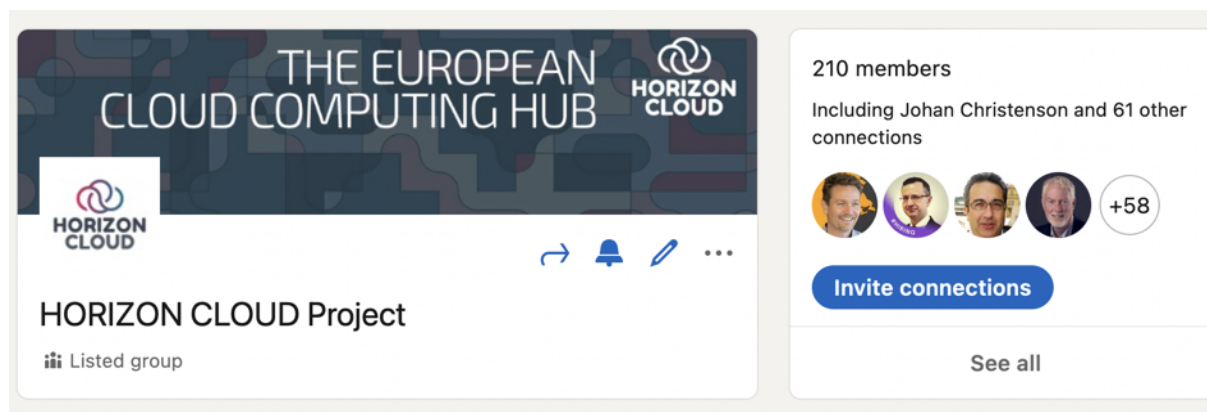 THE EUROPEAN
CLOUD COMPUTING HUB
HORIZON
CLOUD
HORIZON
CLOUD
HORIZON CLOUD Project
Listed group
210 members
Including Johan Christenson and 61 other
connections
#HIRING
+58
Invite connections
See all